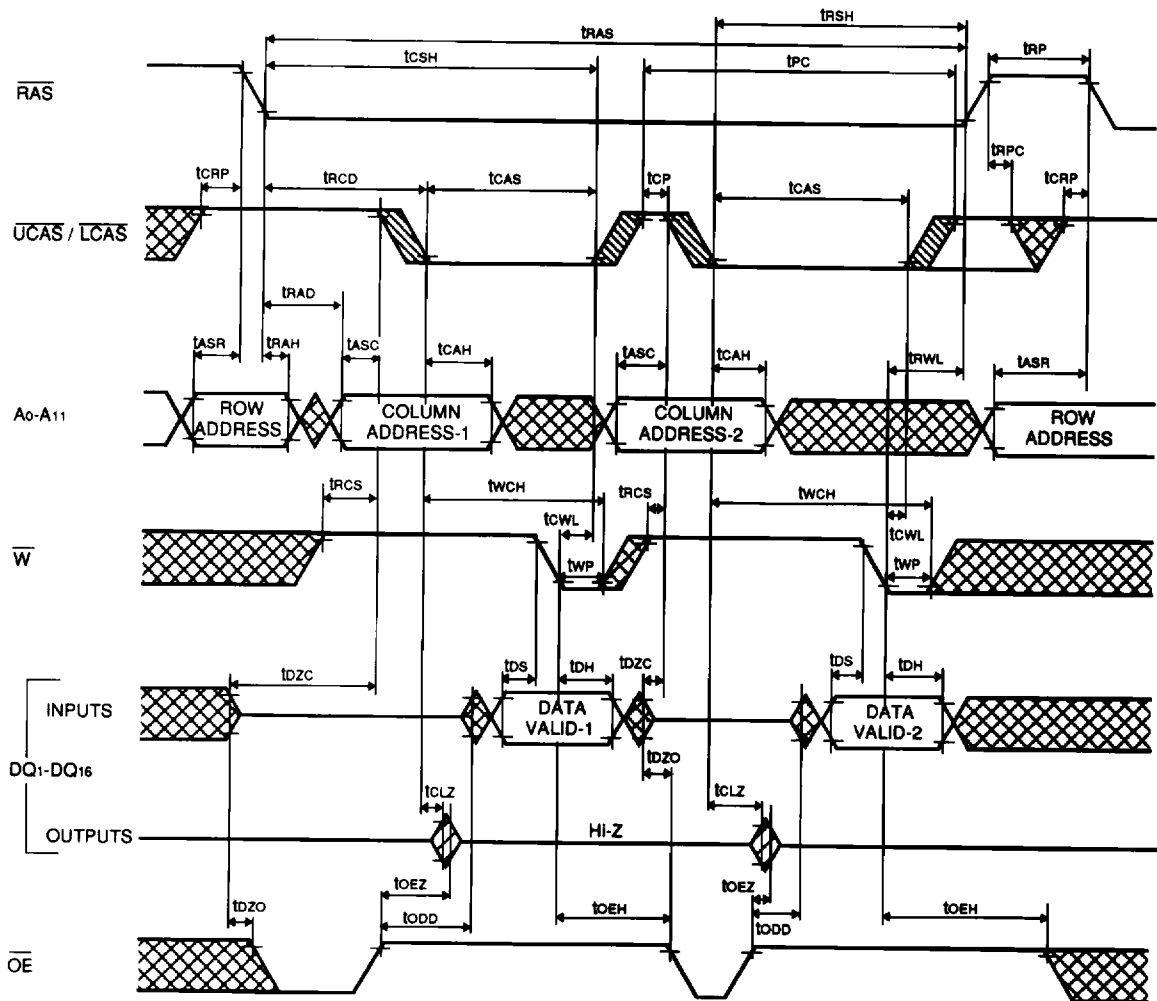 tRSH
tRAS
tCSH
tPC
tRP
RAS
tRPC
tCRP
tRCD
tCAS
tCP
tCAS
tCRP
UCAS / LCAS
tRAD
tASR
tRAH
tASC
tCAH
tASC
tCAH
tRWL
tASR
A0-A11
ROW ADDRESS
COLUMN ADDRESS-1
COLUMN ADDRESS-2
ROW ADDRESS
tRCS
tWCH
tRCS
tWCH
tCWL
tCWL
W
tWP
tWP
tDZC
tDS
tDH
tDZC
tDS
tDH
INPUTS
DATA VALID-1
DATA VALID-2
DQ1-DQ16
tDZO
tCLZ
tCLZ
OUTPUTS
Hi-Z
tOEZ
tOEZ
tDZO
tODD
tOEH
tODD
tOEH
OE